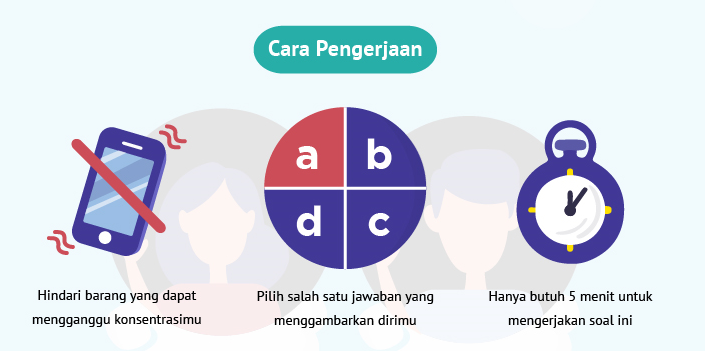 Cara Pengerjaan
a b
d c
Hindari barang yang dapat
mengganggu konsentrasimu
Pilih salah satu jawaban yang
menggambarkan dirimu
Hanya butuh 5 menit untuk
mengerjakan soal ini